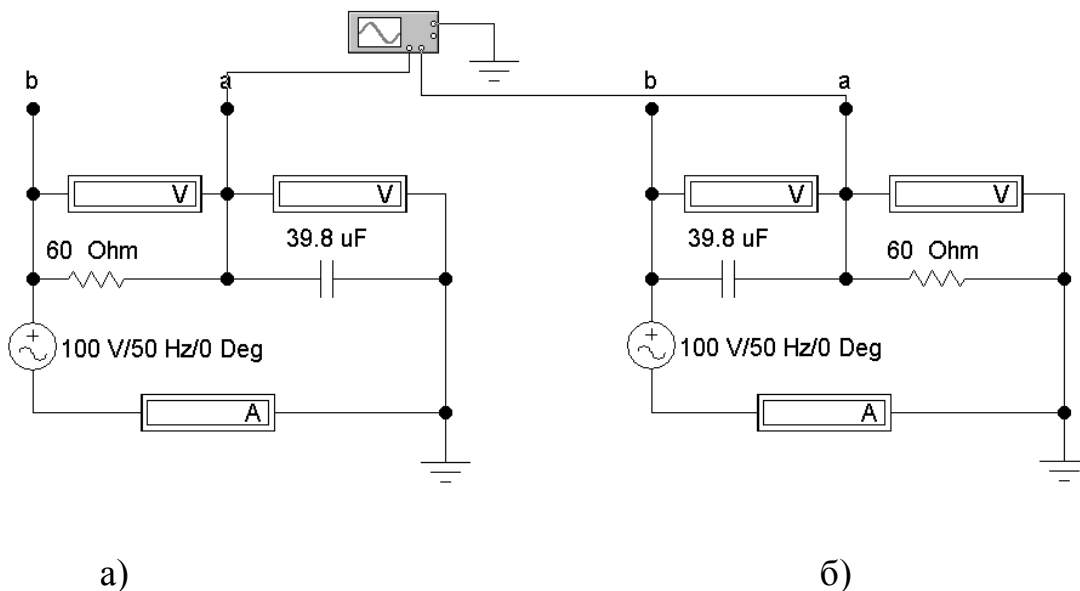 b a b a
V V V V
39.8 uF 39.8 uF
60 Ohm 60 Ohm
+ +
100 V/50 Hz/0 Deg 100 V/50 Hz/0 Deg
A A
а) б)